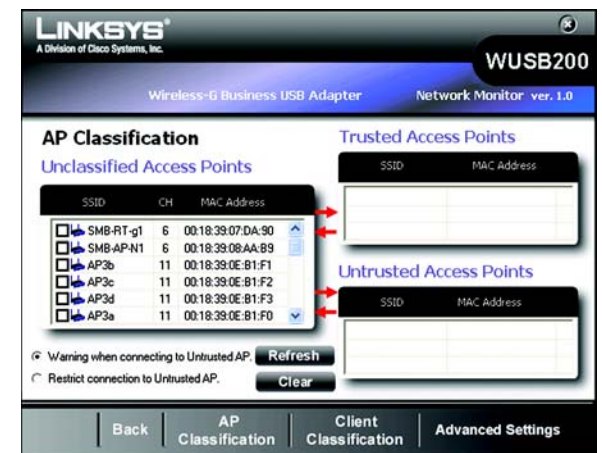 LINKSYS®
A Division of Cisco Systems, Inc.
WUSB200
Wireless-G Business USB Adapter Network Monitor ver. 1.0
AP Classification
Unclassified Access Points
SSID CH MAC Address
SMB-RT-g1 6 00:18:39:07:DA:90
SMB-AP-N1 6 00:18:39:08:AA:B9
AP3b 11 00:18:39:0E:B1:F1
AP3c 11 00:18:39:0E:B1:F2
AP3d 11 00:18:39:0E:B1:F3
AP3a 11 00:18:39:0E:B1:F0
Warning when connecting to Untrusted AP. Refresh
Restrict connection to Untrusted AP. Clear
Trusted Access Points
SSID MAC Address
Untrusted Access Points
SSID MAC Address
Back AP Classification Client Classification Advanced Settings